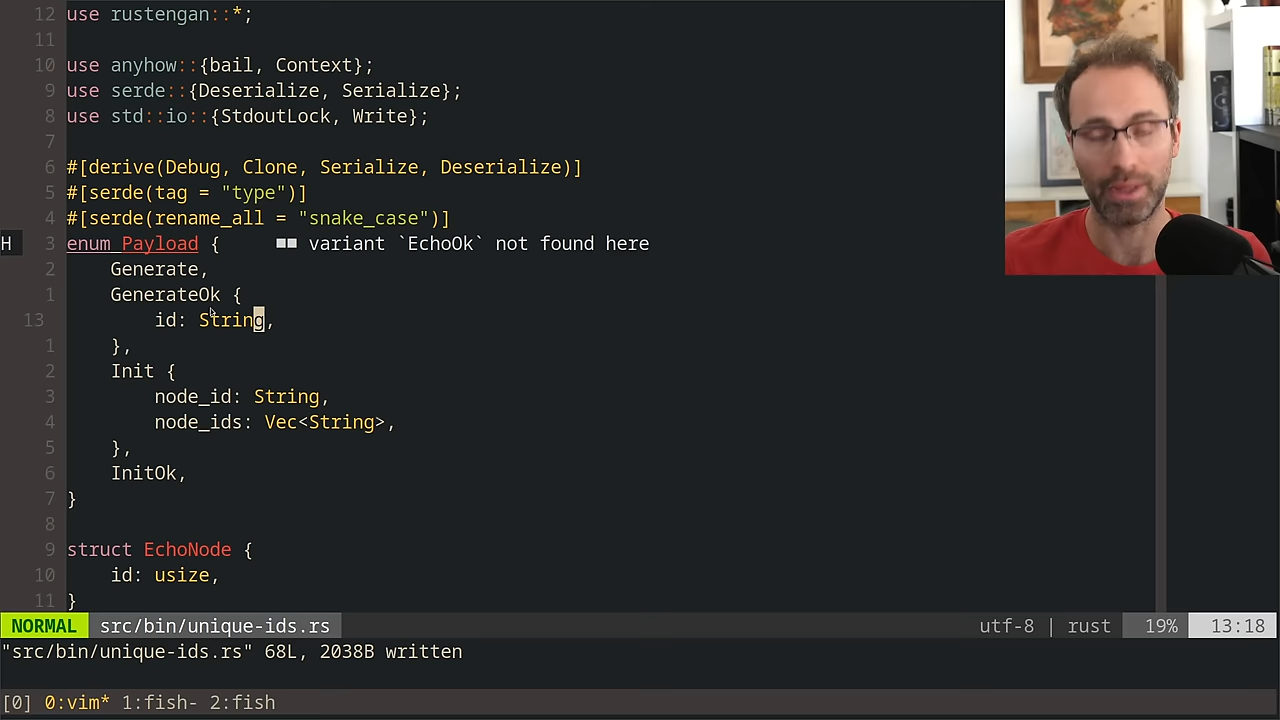 12 use rustengan::*;
11
10 use anyhow::{bail, Context};
9 use serde::{Deserialize, Serialize};
8 use std::io::{StdoutLock, Write};
7
6 #[derive(Debug, Clone, Serialize, Deserialize)]
5 #[serde(tag = "type")]
4 #[serde(rename_all = "snake_case")]
H 3 enum Payload { ■■ variant `EchoOk` not found here
2 Generate,
1 GenerateOk {
13 id: String,
1 },
2 Init {
3 node_id: String,
4 node_ids: Vec<String>,
5 },
6 InitOk,
7 }
8
9 struct EchoNode {
10 id: usize,
11 }
NORMAL src/bin/unique-ids.rs utf-8 | rust 19% 13:18
"src/bin/unique-ids.rs" 68L, 2038B written
[0] 0:vim* 1:fish- 2:fish